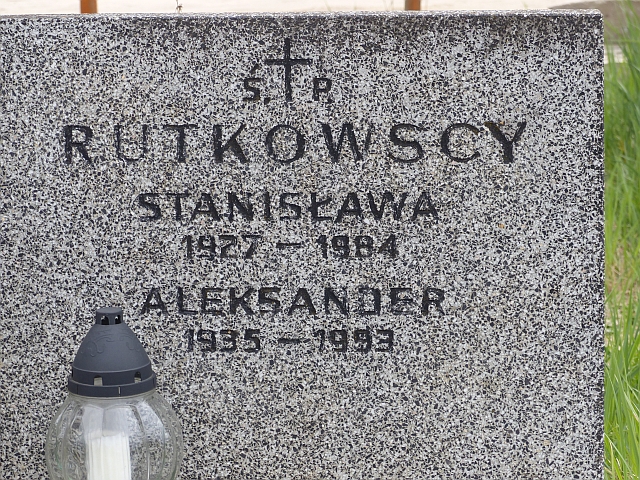 Ś. P.
RUTKOWSCY
STANISŁAWA
1927 — 1984
ALEKSANDER
1935 — 1993